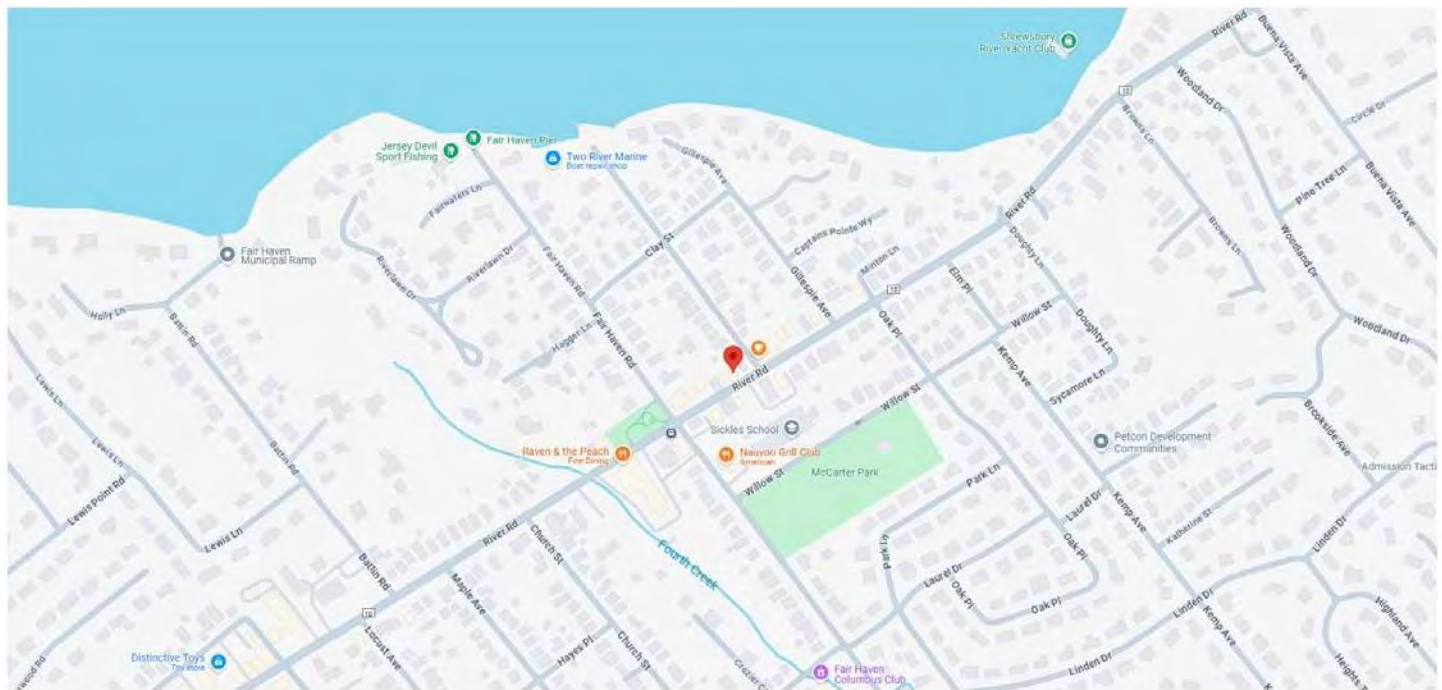 Shrewsbury
River Yacht Club
River Rd
Buena Vista Ave
Woodland Dr
10
Circle Dr
Browns Ln
Jersey Devil
Sport Fishing
Fair Haven Pier
Two River Marine
Boat repair shop
Gillespie Ave
Pine Tree Ln
Buena Vista Ave
Fairwaters Ln
River Rd
Captains Pointe Wy
Browns Ln
Woodland Dr
Fair Haven
Municipal Ramp
Clay St
Riverlawn Dr
Fair Haven Rd
Minton Ln
Doughty Ln
Riverlawn Dr
Gillespie Ave
Elm Pl
10
Holly Ln
Battin Rd
Hagger Ln
Fair Haven Rd
Oak Pl
Willow St
Doughty Ln
Woodland Dr
Kemp Ave
River Rd
Sycamore Ln
Lewis Ln
Willow St
Brookside Ave
Sickles School
Raven & the Peach
Fine Dining
Nauvoo Grill Club
American
Petcon Development
Communities
Lewis Ln
Battin Rd
McCarter Park
Willow St
Park Ln
Admission Tacti
Lewis Point Rd
Laurel Dr
Kemp Ave
Lewis Ln
River Rd
Church St
Katherine St
Linden Dr
Park Ln
Oak Pl
Fourth Creek
Battin Rd
Maple Ave
Laurel Dr
Oak Pl
Oak Pl
Linden Dr
Highland Ave
10
Locust Ave
Hayes Pl
Church St
Kemp Ave
Distinctive Toys
Toy store
Fair Haven
Columbus Club
Linden Dr
Heights